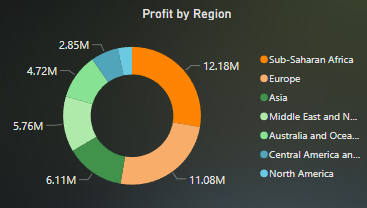 Profit by Region
2.85M
12.18M
4.72M
5.76M
6.11M
11.08M
Sub-Saharan Africa
Europe
Asia
Middle East and N...
Australia and Ocea...
Central America an...
North America